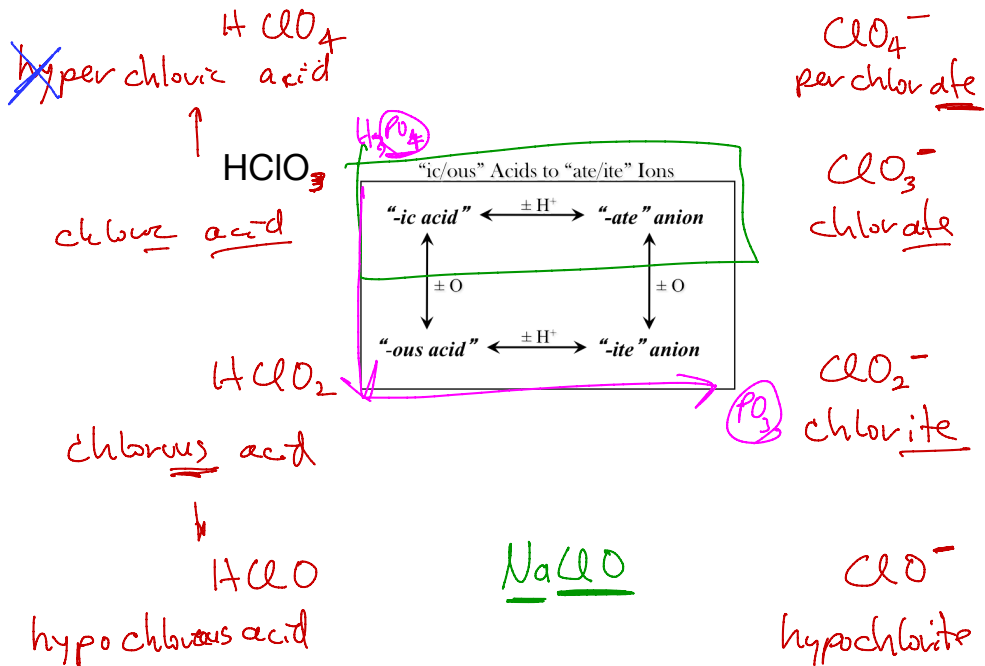 HClO₄
hyperchloric acid
HClO₃
chloric acid
H₃PO₄
"ic/ous" Acids to "ate/ite" Ions
"-ic acid" ± H⁺ "-ate" anion
± O ± O
"-ous acid" ± H⁺ "-ite" anion
PO₃
HClO₂
chlorous acid
HClO
hypochlorous acid
NaClO
ClO₄⁻
perchlorate
ClO₃⁻
chlorate
ClO₂⁻
chlorite
ClO⁻
hypochlorite